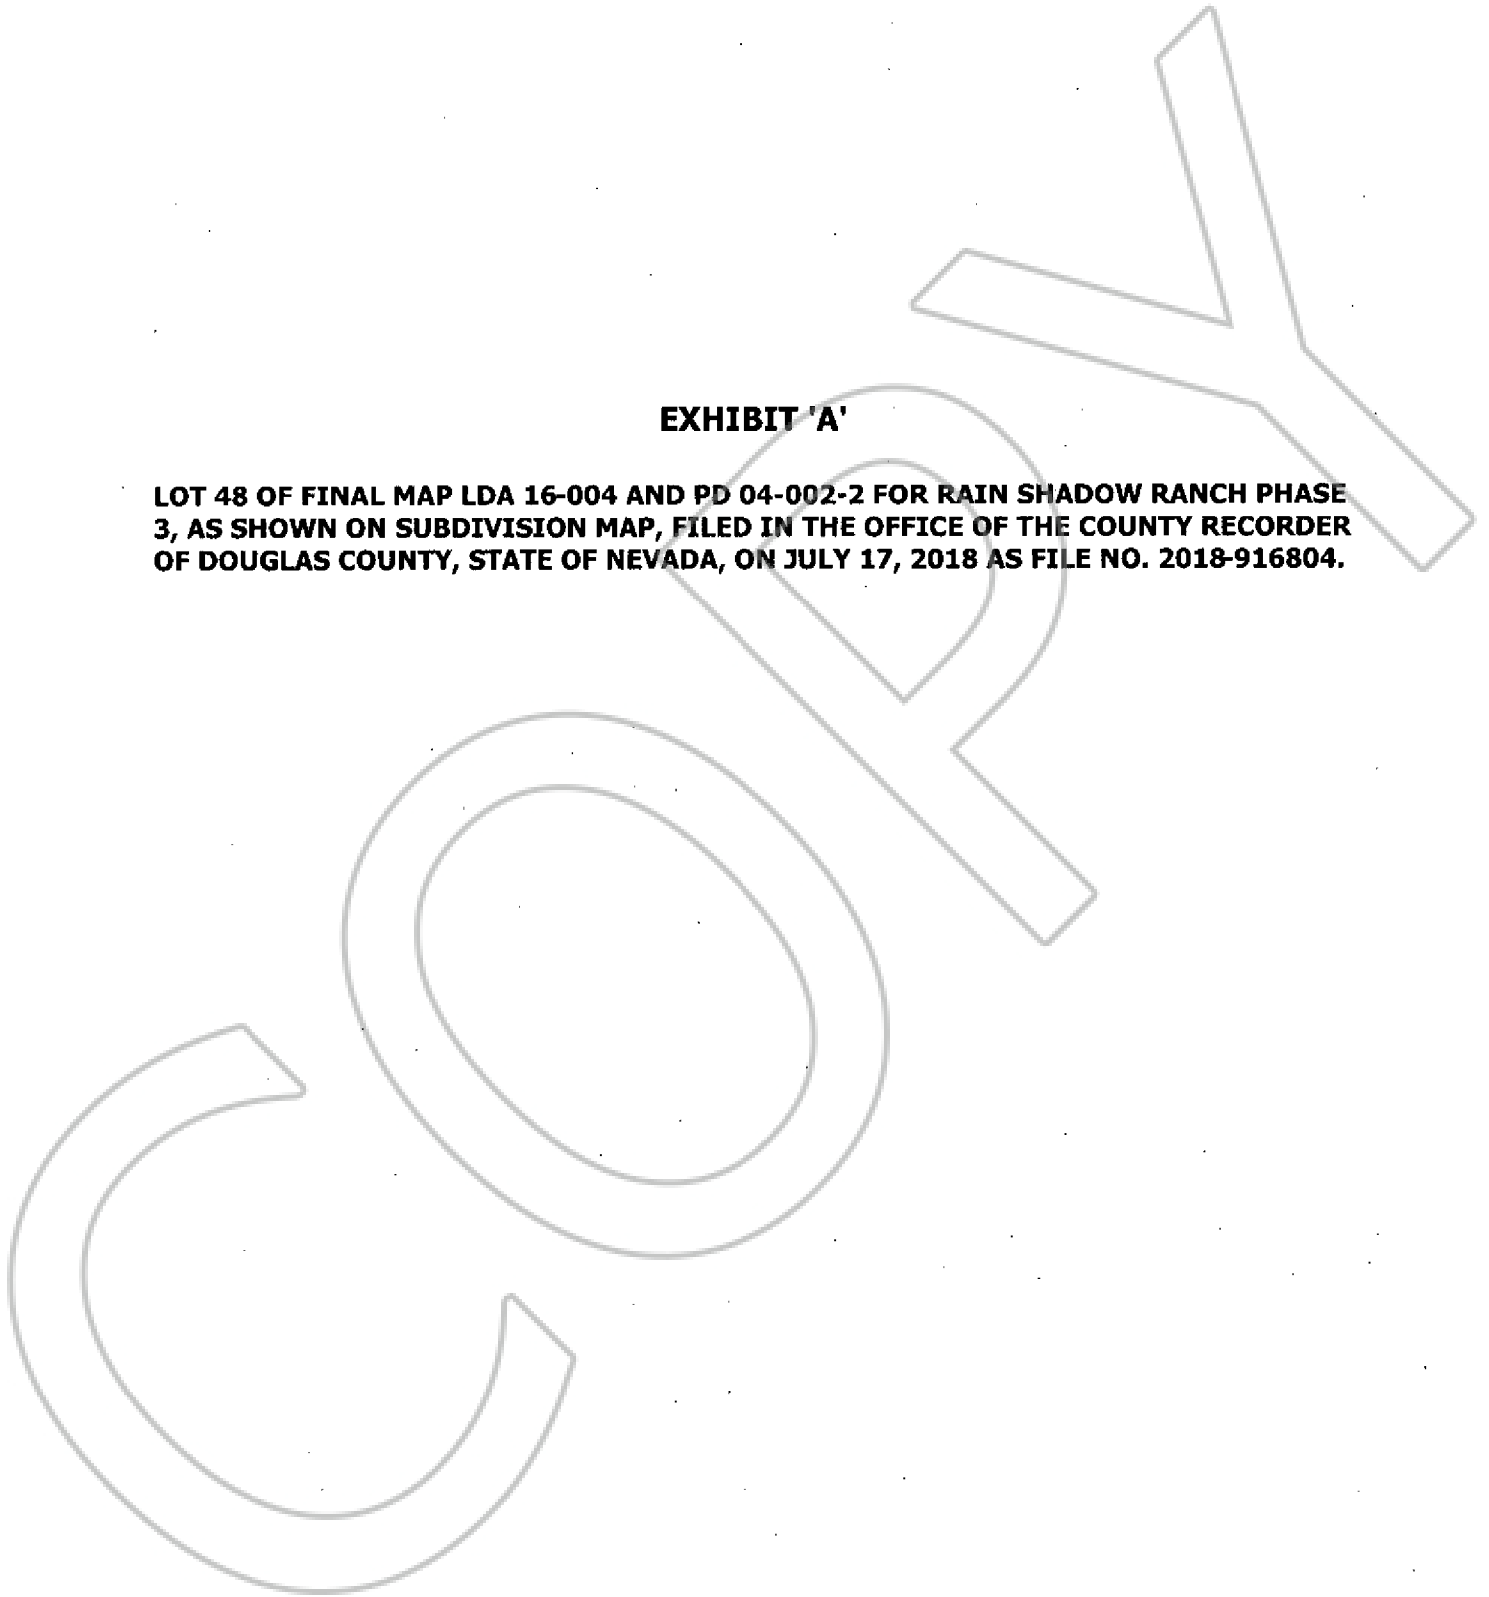 EXHIBIT 'A'
LOT 48 OF FINAL MAP LDA 16-004 AND PD 04-002-2 FOR RAIN SHADOW RANCH PHASE
3, AS SHOWN ON SUBDIVISION MAP, FILED IN THE OFFICE OF THE COUNTY RECORDER
OF DOUGLAS COUNTY, STATE OF NEVADA, ON JULY 17, 2018 AS FILE NO. 2018-916804.
COPY